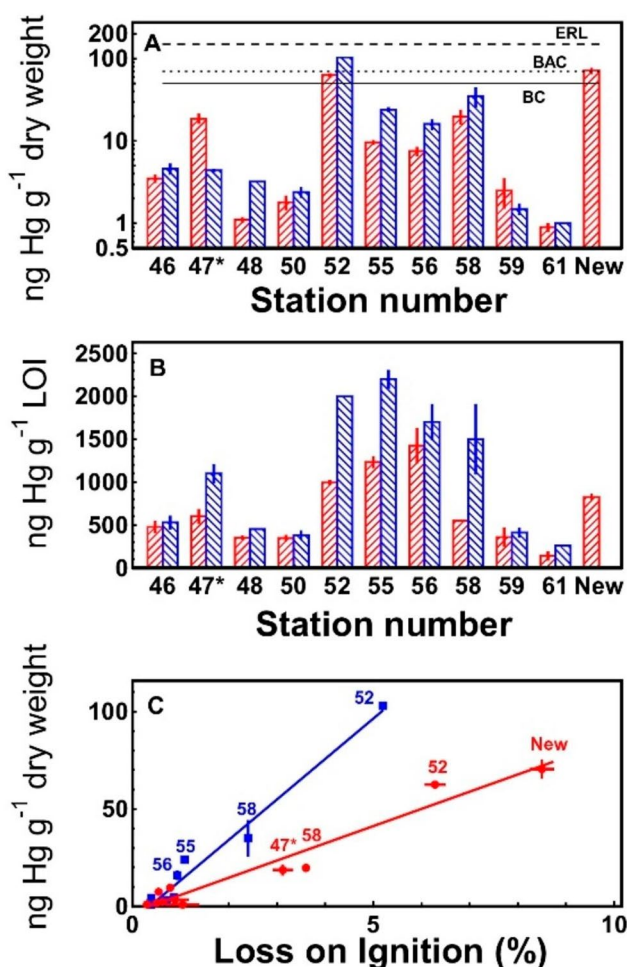 A
ERL
BAC
BC
ng Hg g⁻¹ dry weight
200
100
10
1
0.5
46 47* 48 50 52 55 56 58 59 61 New
Station number
B
ng Hg g⁻¹ LOI
2500
2000
1500
1000
500
0
46 47* 48 50 52 55 56 58 59 61 New
Station number
C
ng Hg g⁻¹ dry weight
100
50
0
52
New
52
58
58
47*
55
56
0 5 10
Loss on Ignition (%)